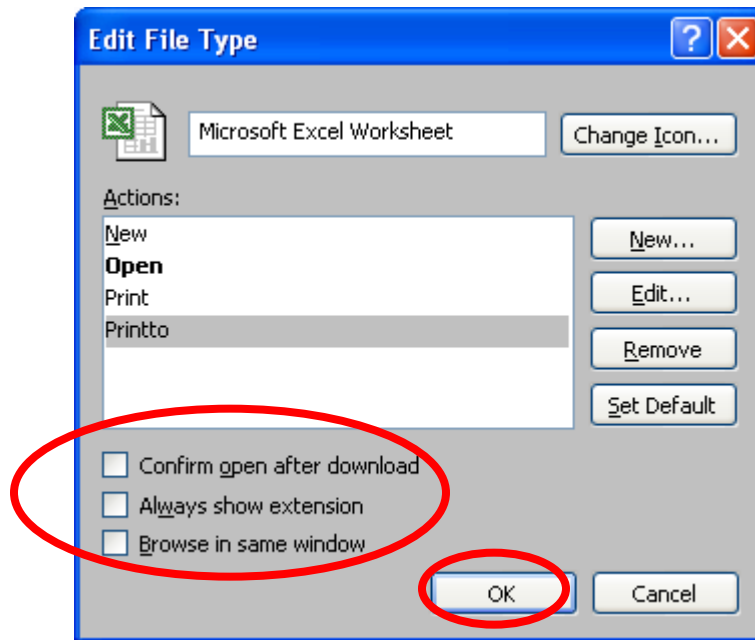 Edit File Type
Microsoft Excel Worksheet
Change Icon...
Actions:
New
Open
Print
Printto
New...
Edit...
Remove
Set Default
Confirm open after download
Always show extension
Browse in same window
OK
Cancel